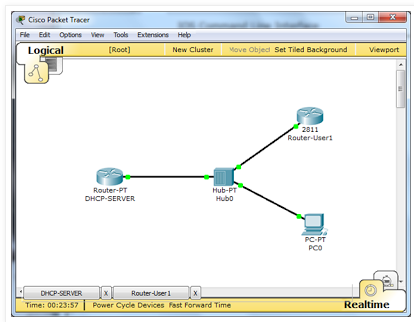 Cisco Packet Tracer
File Edit Options View Tools Extensions Help
Logical [Root] New Cluster Move Object Set Tiled Background Viewport
2811
Router-User1
Router-PT
DHCP-SERVER
Hub-PT
Hub0
PC-PT
PC0
DHCP-SERVER X Router-User1 X
Time: 00:23:57 Power Cycle Devices Fast Forward Time Realtime